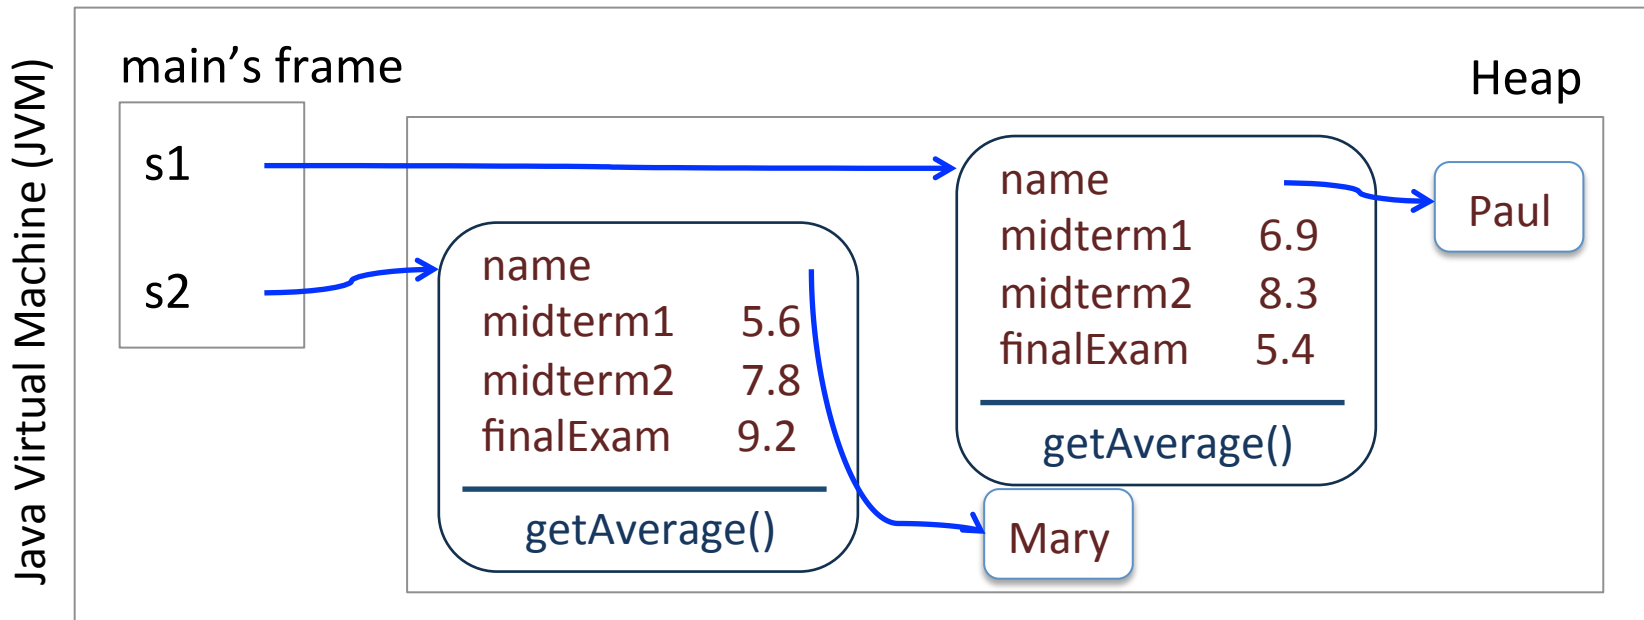 Java Virtual Machine (JVM)
main’s frame
s1
s2
Heap
name
midterm1 5.6
midterm2 7.8
finalExam 9.2
getAverage()
name
midterm1 6.9
midterm2 8.3
finalExam 5.4
getAverage()
Paul
Mary